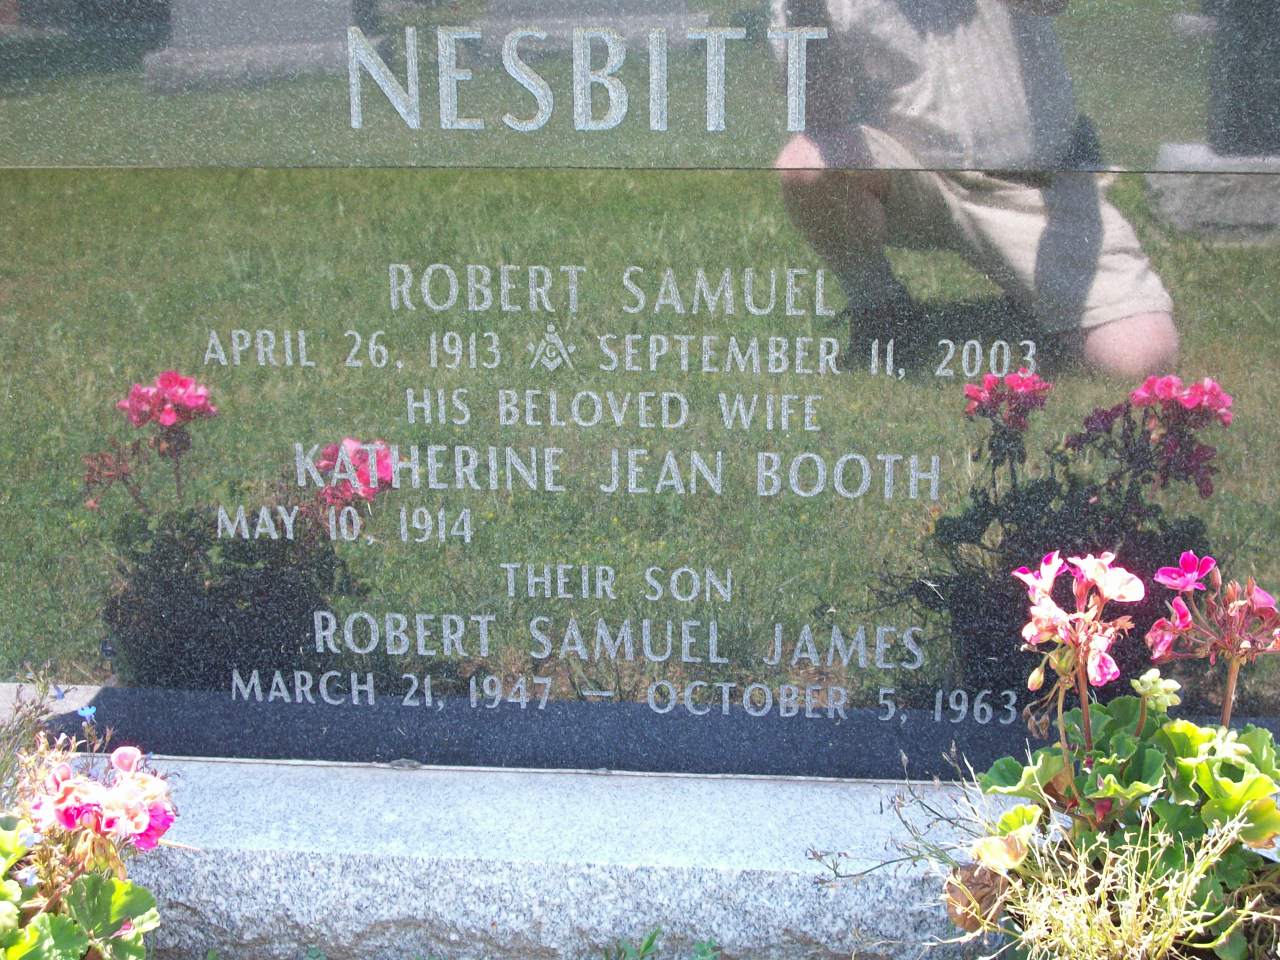 NESBITT
ROBERT SAMUEL
APRIL 26, 1913 G SEPTEMBER 11, 2003
HIS BELOVED WIFE
KATHERINE JEAN BOOTH
MAY 10, 1914
THEIR SON
ROBERT SAMUEL JAMES
MARCH 21, 1947 – OCTOBER 5, 1963